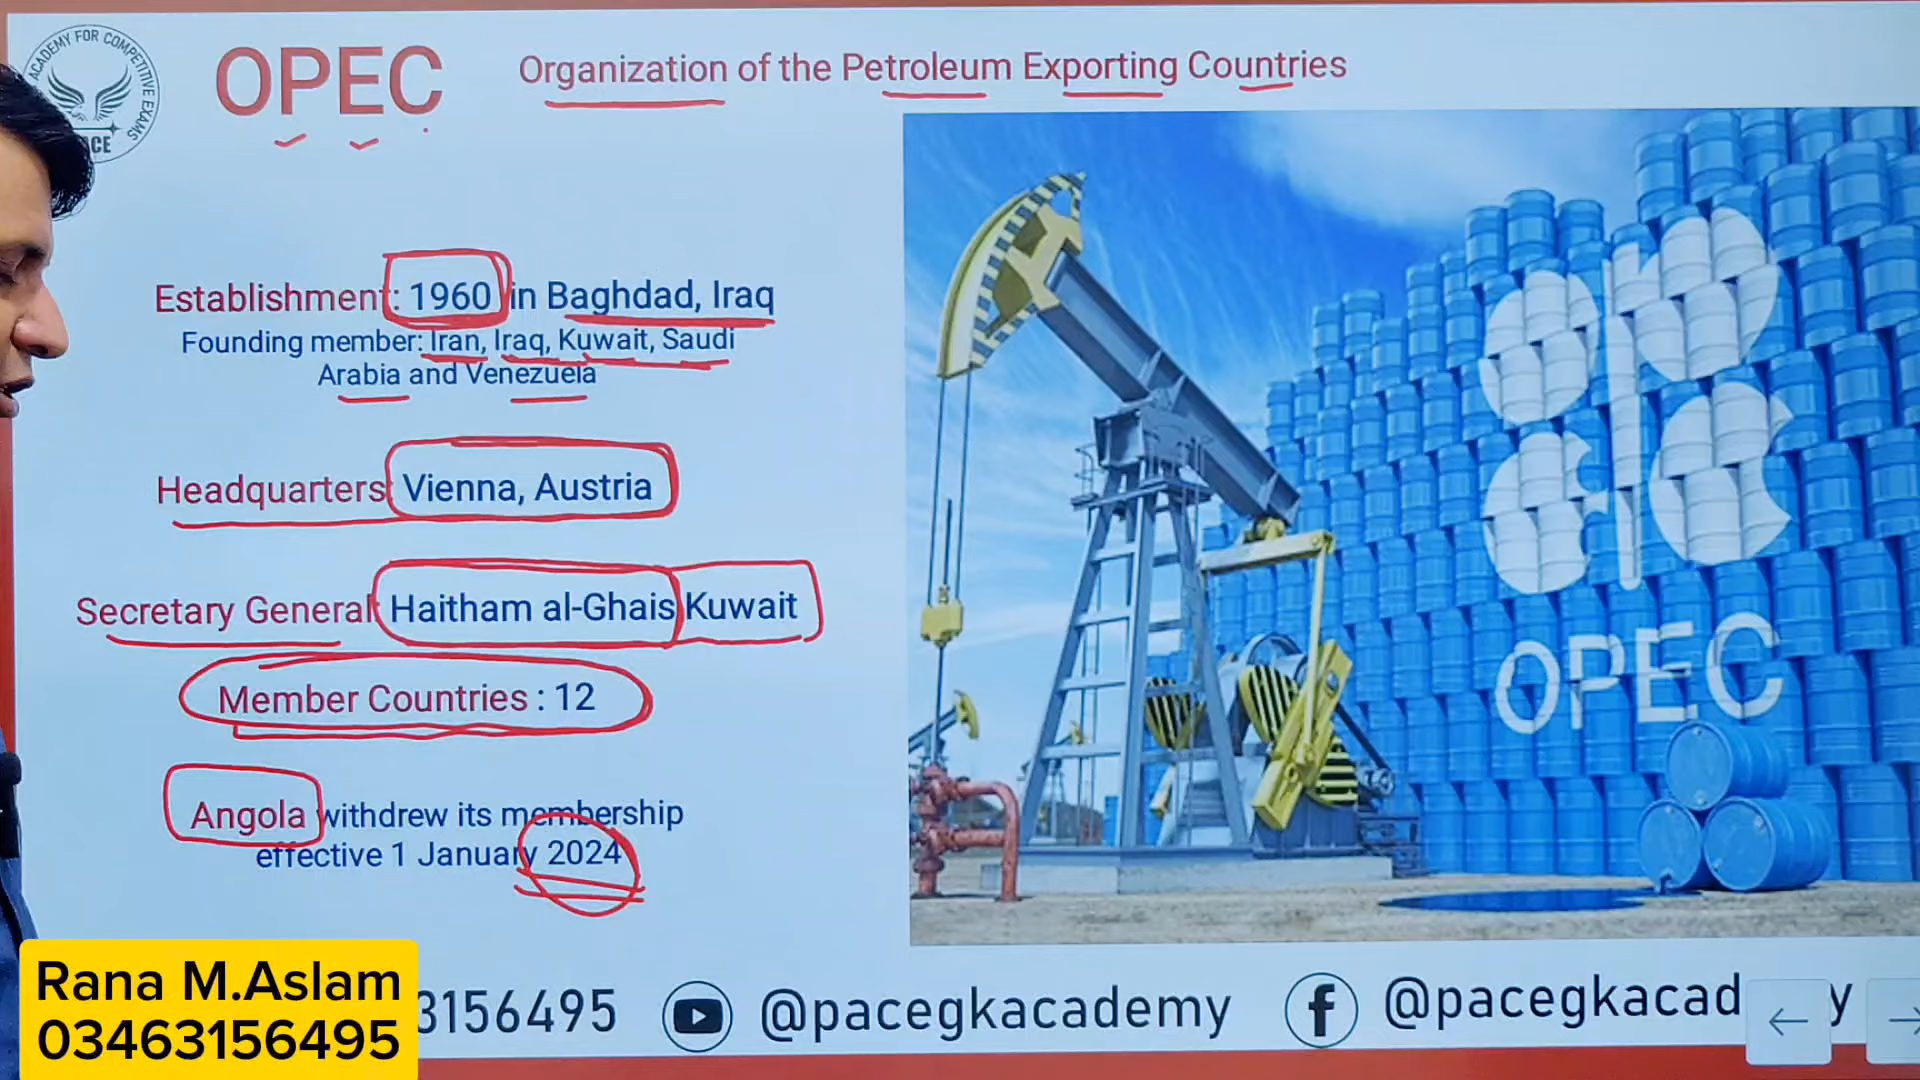 ACADEMY FOR COMPETITIVE EXAMS
OPEC
Organization of the Petroleum Exporting Countries
Establishment: 1960 in Baghdad, Iraq
Founding member: Iran, Iraq, Kuwait, Saudi
Arabia and Venezuela
Headquarters: Vienna, Austria
Secretary General: Haitham al-Ghais Kuwait
Member Countries : 12
Angola withdrew its membership
effective 1 January 2024
OPEC
Rana M.Aslam
03463156495
3156495
@pacegkacademy
@pacegkacad y